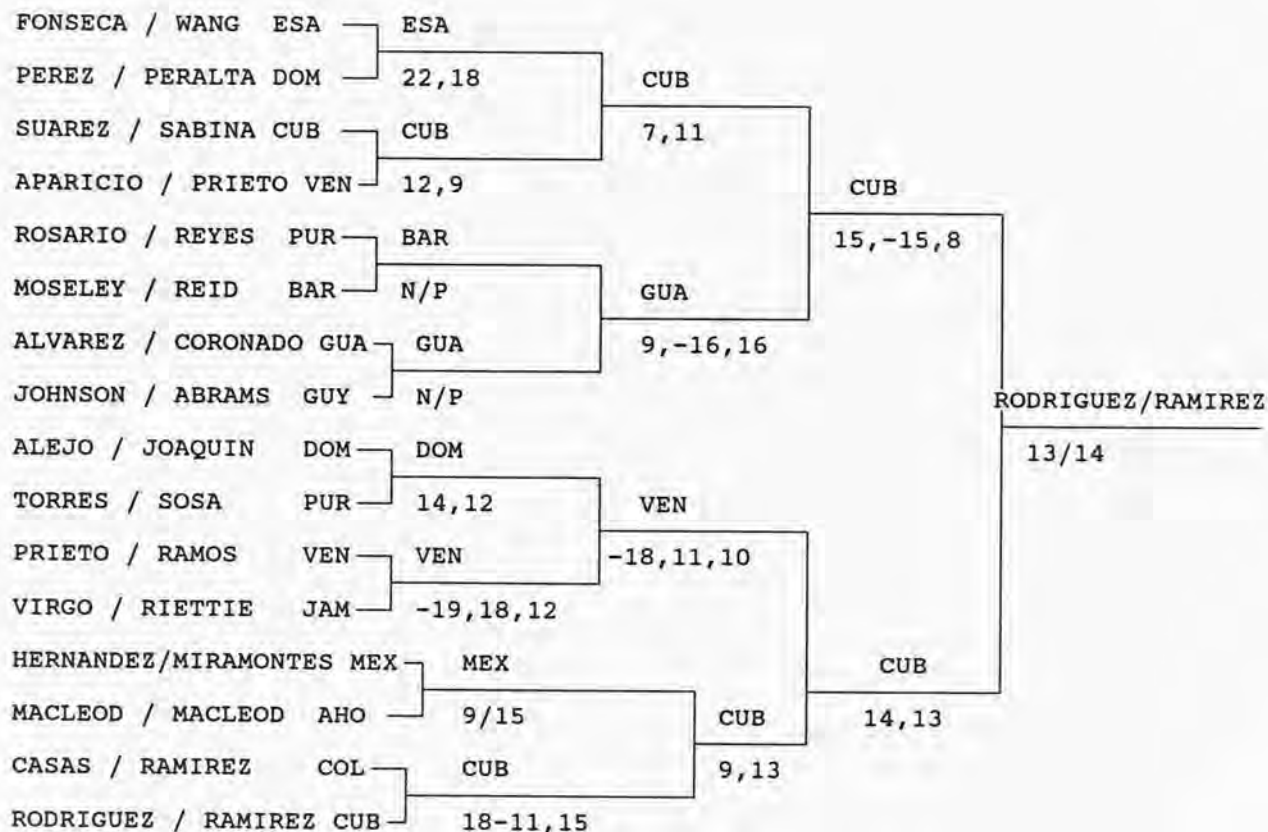 FONSECA / WANG ESA ESA
PEREZ / PERALTA DOM 22,18 CUB
SUAREZ / SABINA CUB CUB 7,11
APARICIO / PRIETO VEN 12,9 CUB
ROSARIO / REYES PUR BAR 15,-15,8
MOSELEY / REID BAR N/P GUA
ALVAREZ / CORONADO GUA GUA 9,-16,16
JOHNSON / ABRAMS GUY N/P RODRIGUEZ/RAMIREZ
ALEJO / JOAQUIN DOM DOM 13/14
TORRES / SOSA PUR 14,12 VEN
PRIETO / RAMOS VEN VEN -18,11,10
VIRGO / RIETTIE JAM -19,18,12
HERNANDEZ/MIRAMONTES MEX MEX CUB
MACLEOD / MACLEOD AHO 9/15 CUB 14,13
CASAS / RAMIREZ COL CUB 9,13
RODRIGUEZ / RAMIREZ CUB 18-11,15